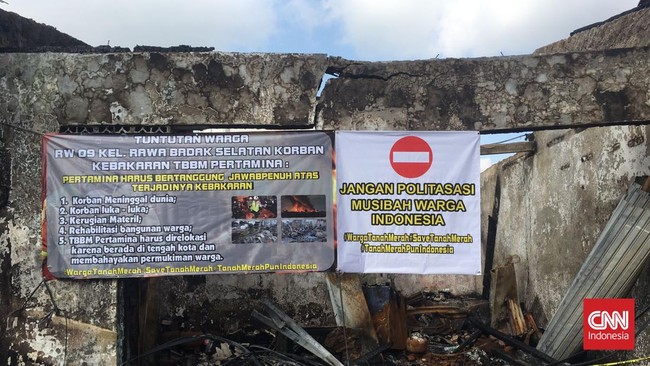 TUNTUTAN WARGA
RW 09 KEL. RAWA BADAK SELATAN KORBAN
KEBAKARAN TBBM PERTAMINA :
PERTAMINA HARUS BERTANGGUNG JAWABPENUH ATAS
TERJADINYA KEBAKARAN
1. Korban Meninggal dunia;
2. Korban luka - luka;
3. Kerugian Materil;
4. Rehabilitasi bangunan warga;
5. TBBM Pertamina harus direlokasi
karena berada di tengah kota dan
membahayakan permukiman warga.
#WargaTanahMerah #SaveTanahMerah #TanahMerahPunIndonesia
JANGAN POLITASASI
MUSIBAH WARGA
INDONESIA
#WargaTanahMerah #SaveTanahMerah
#TanahMerahPunIndonesia
CNN
Indonesia